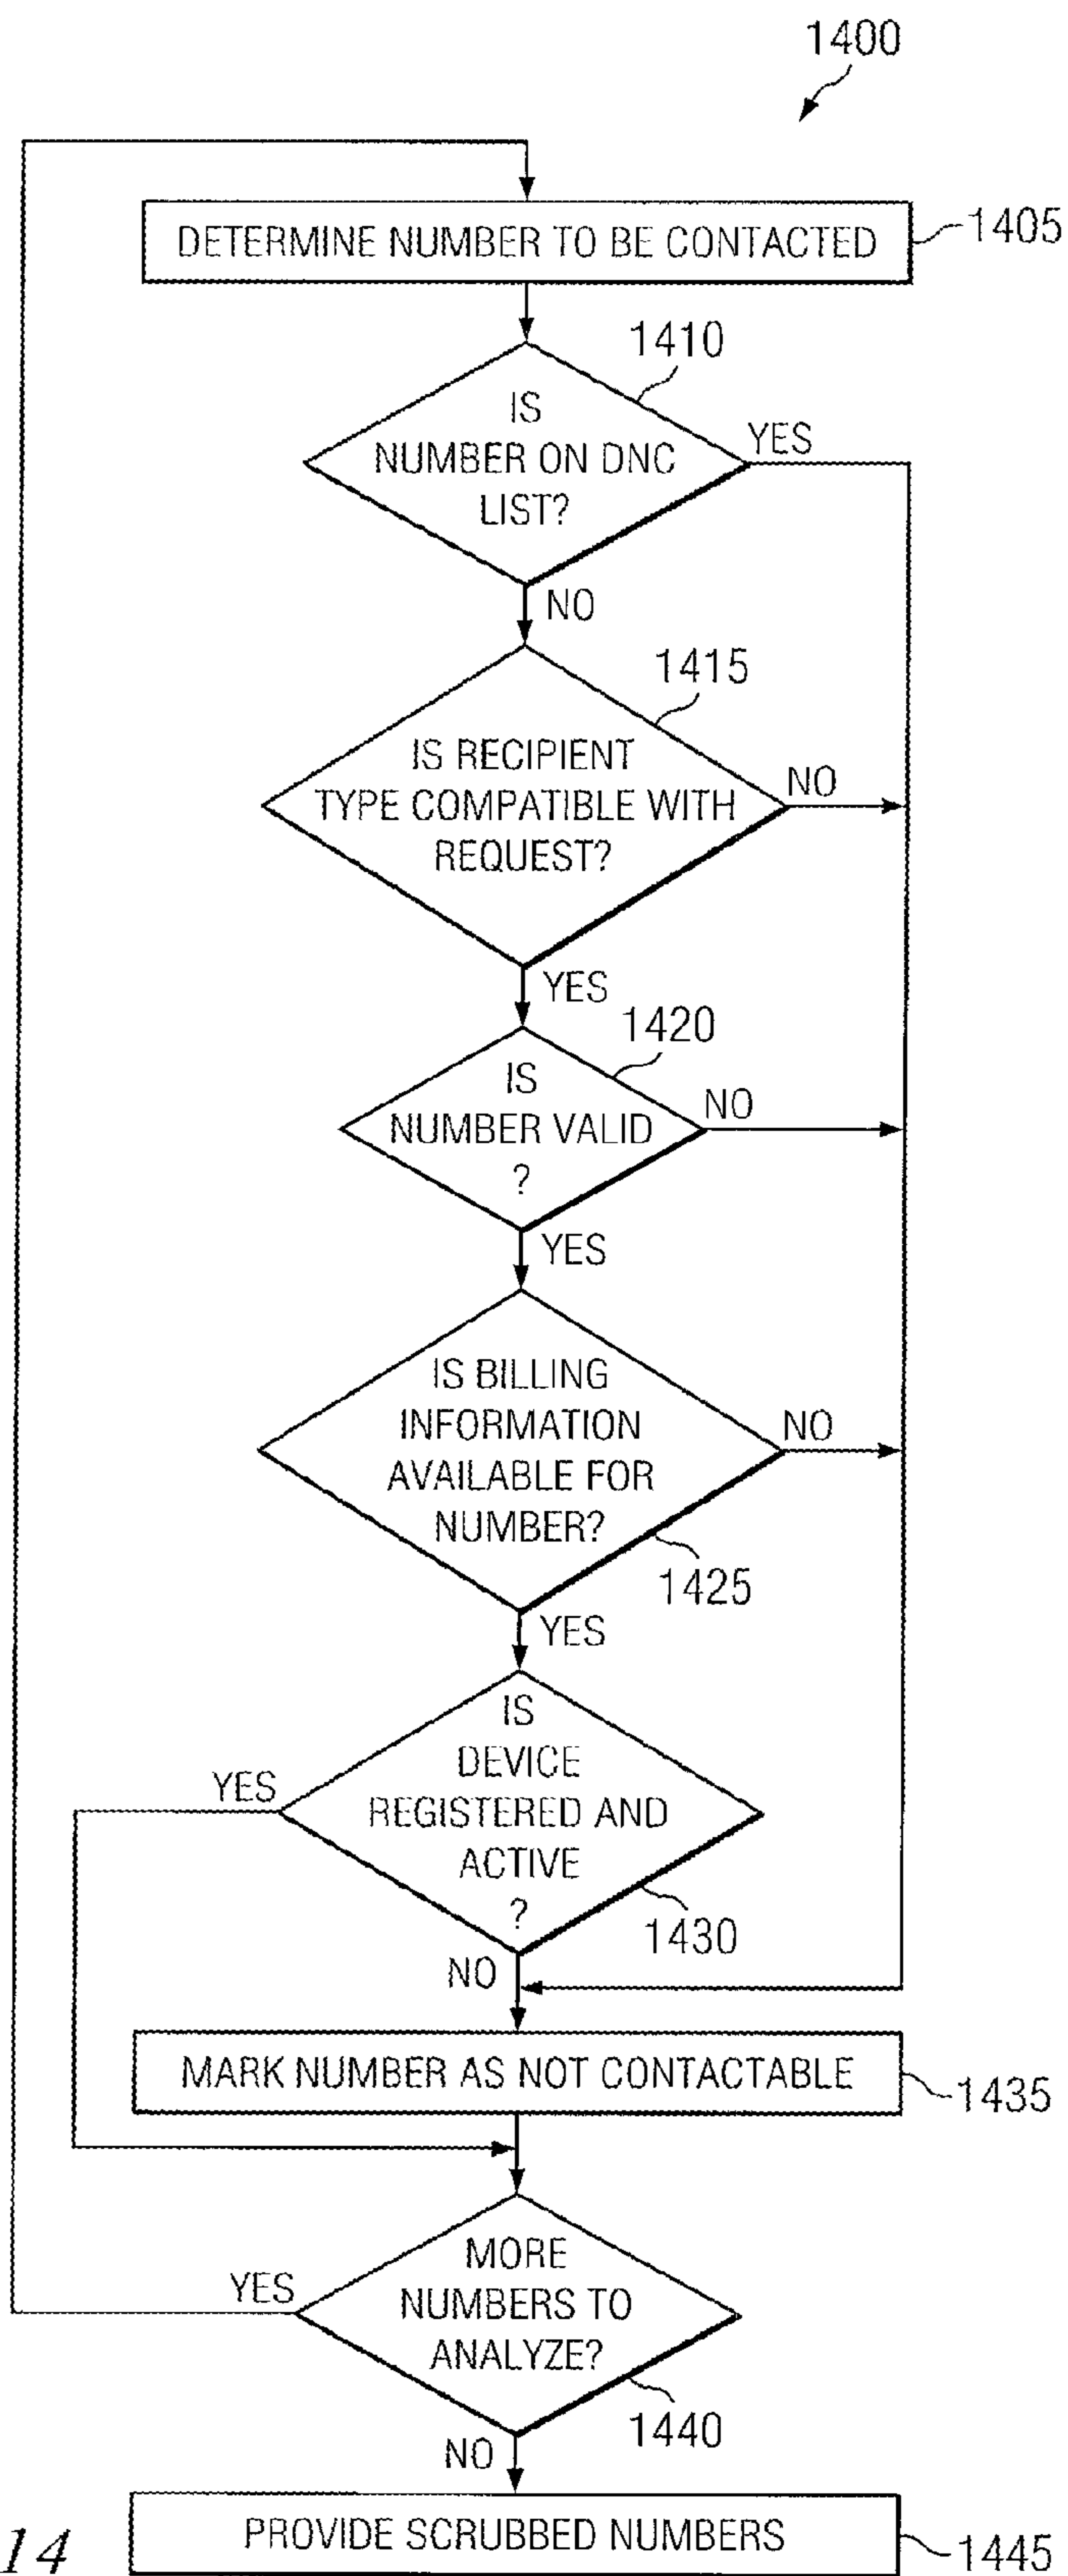 1400
DETERMINE NUMBER TO BE CONTACTED
1405
1410
IS
NUMBER ON DNC
LIST?
YES
NO
1415
IS RECIPIENT
TYPE COMPATIBLE WITH
REQUEST?
NO
YES
1420
IS
NUMBER VALID
?
NO
YES
IS BILLING
INFORMATION
AVAILABLE FOR
NUMBER?
NO
1425
YES
IS
DEVICE
REGISTERED AND
ACTIVE
?
YES
1430
NO
MARK NUMBER AS NOT CONTACTABLE
1435
MORE
NUMBERS TO
ANALYZE?
YES
1440
NO
PROVIDE SCRUBBED NUMBERS
1445
14